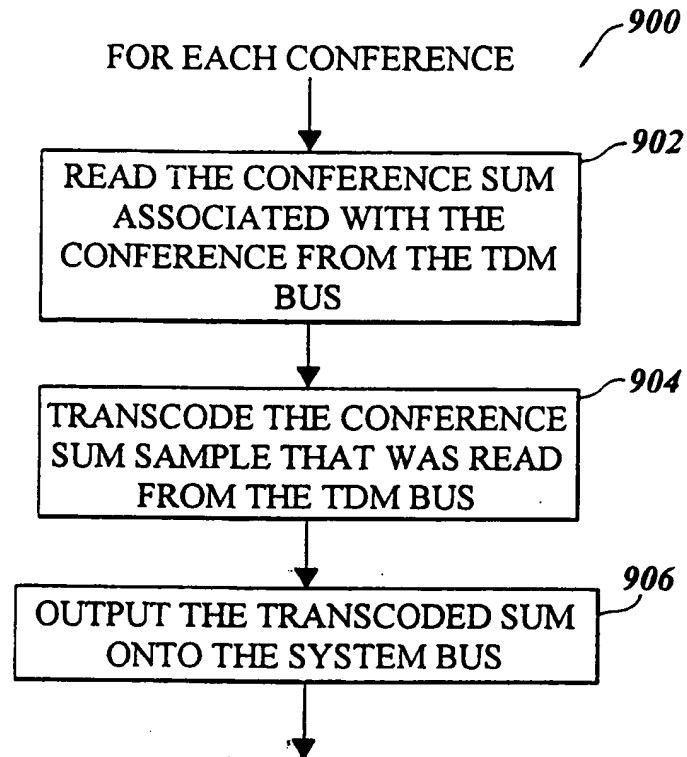 900
FOR EACH CONFERENCE
902
READ THE CONFERENCE SUM
ASSOCIATED WITH THE
CONFERENCE FROM THE TDM
BUS
904
TRANSCODE THE CONFERENCE
SUM SAMPLE THAT WAS READ
FROM THE TDM BUS
906
OUTPUT THE TRANSCODED SUM
ONTO THE SYSTEM BUS